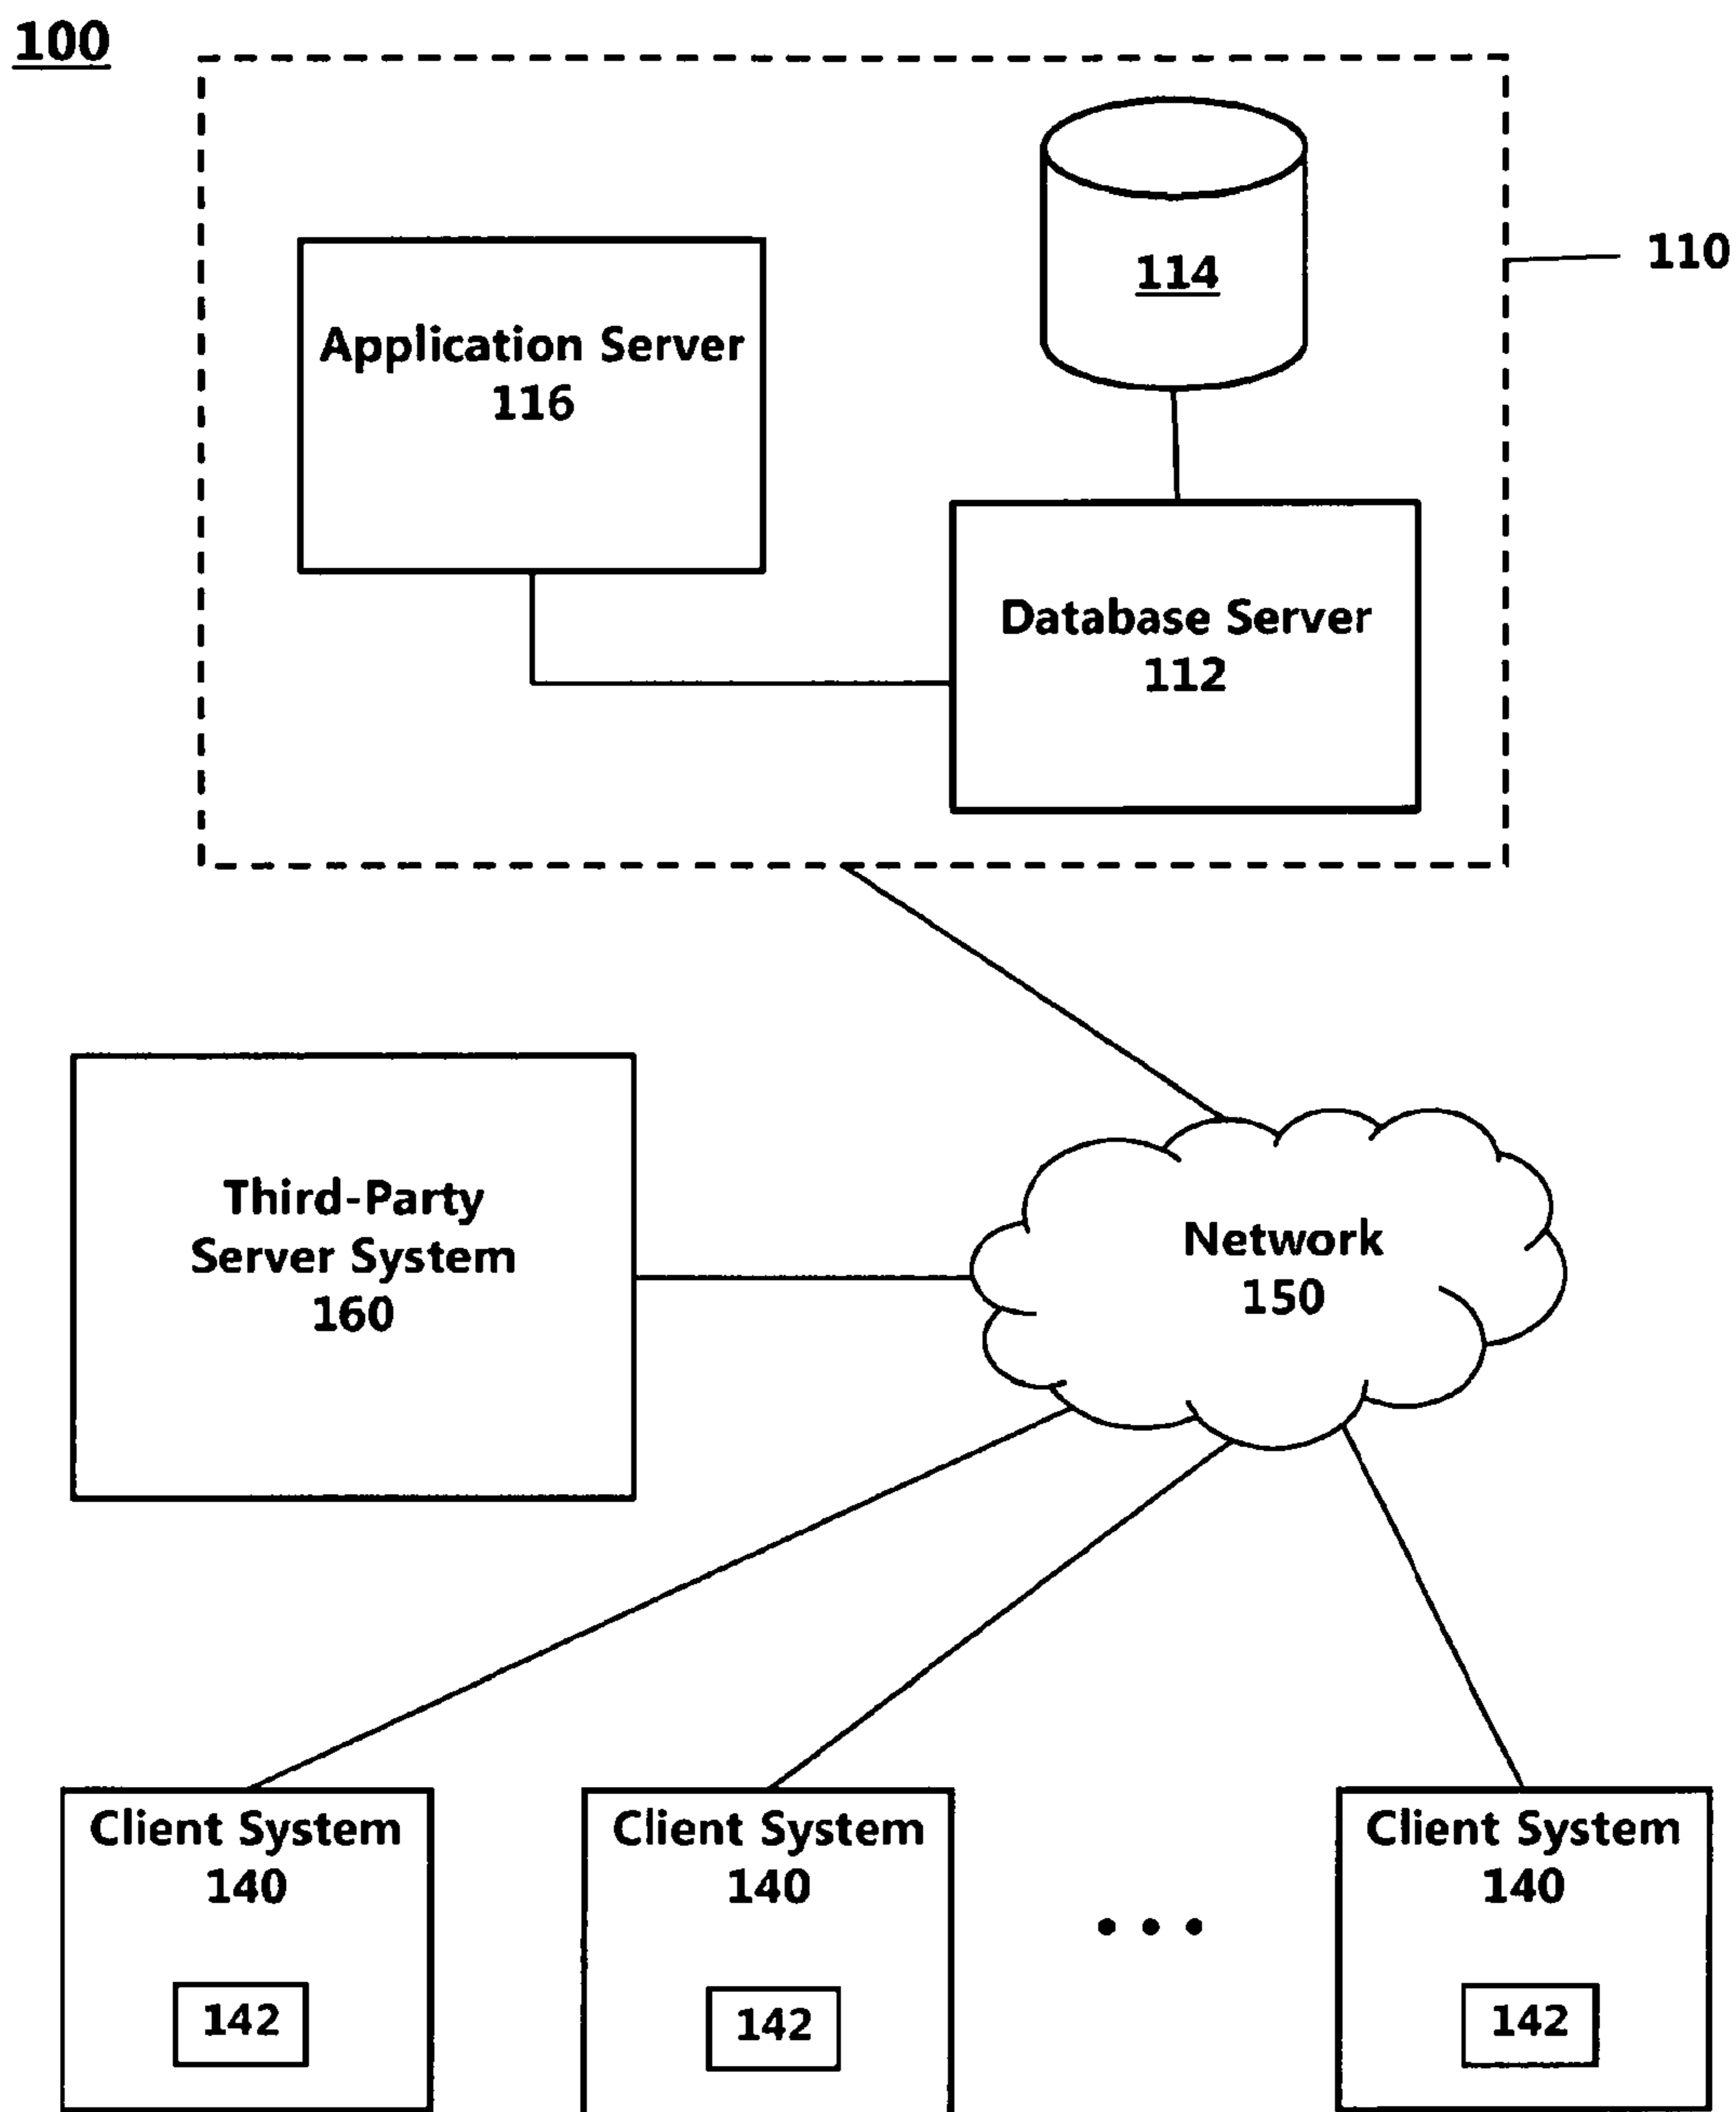 100
110
114
Application Server
116
Database Server
112
Third-Party
Server System
160
Network
150
Client System
140
142
Client System
140
142
Client System
140
142